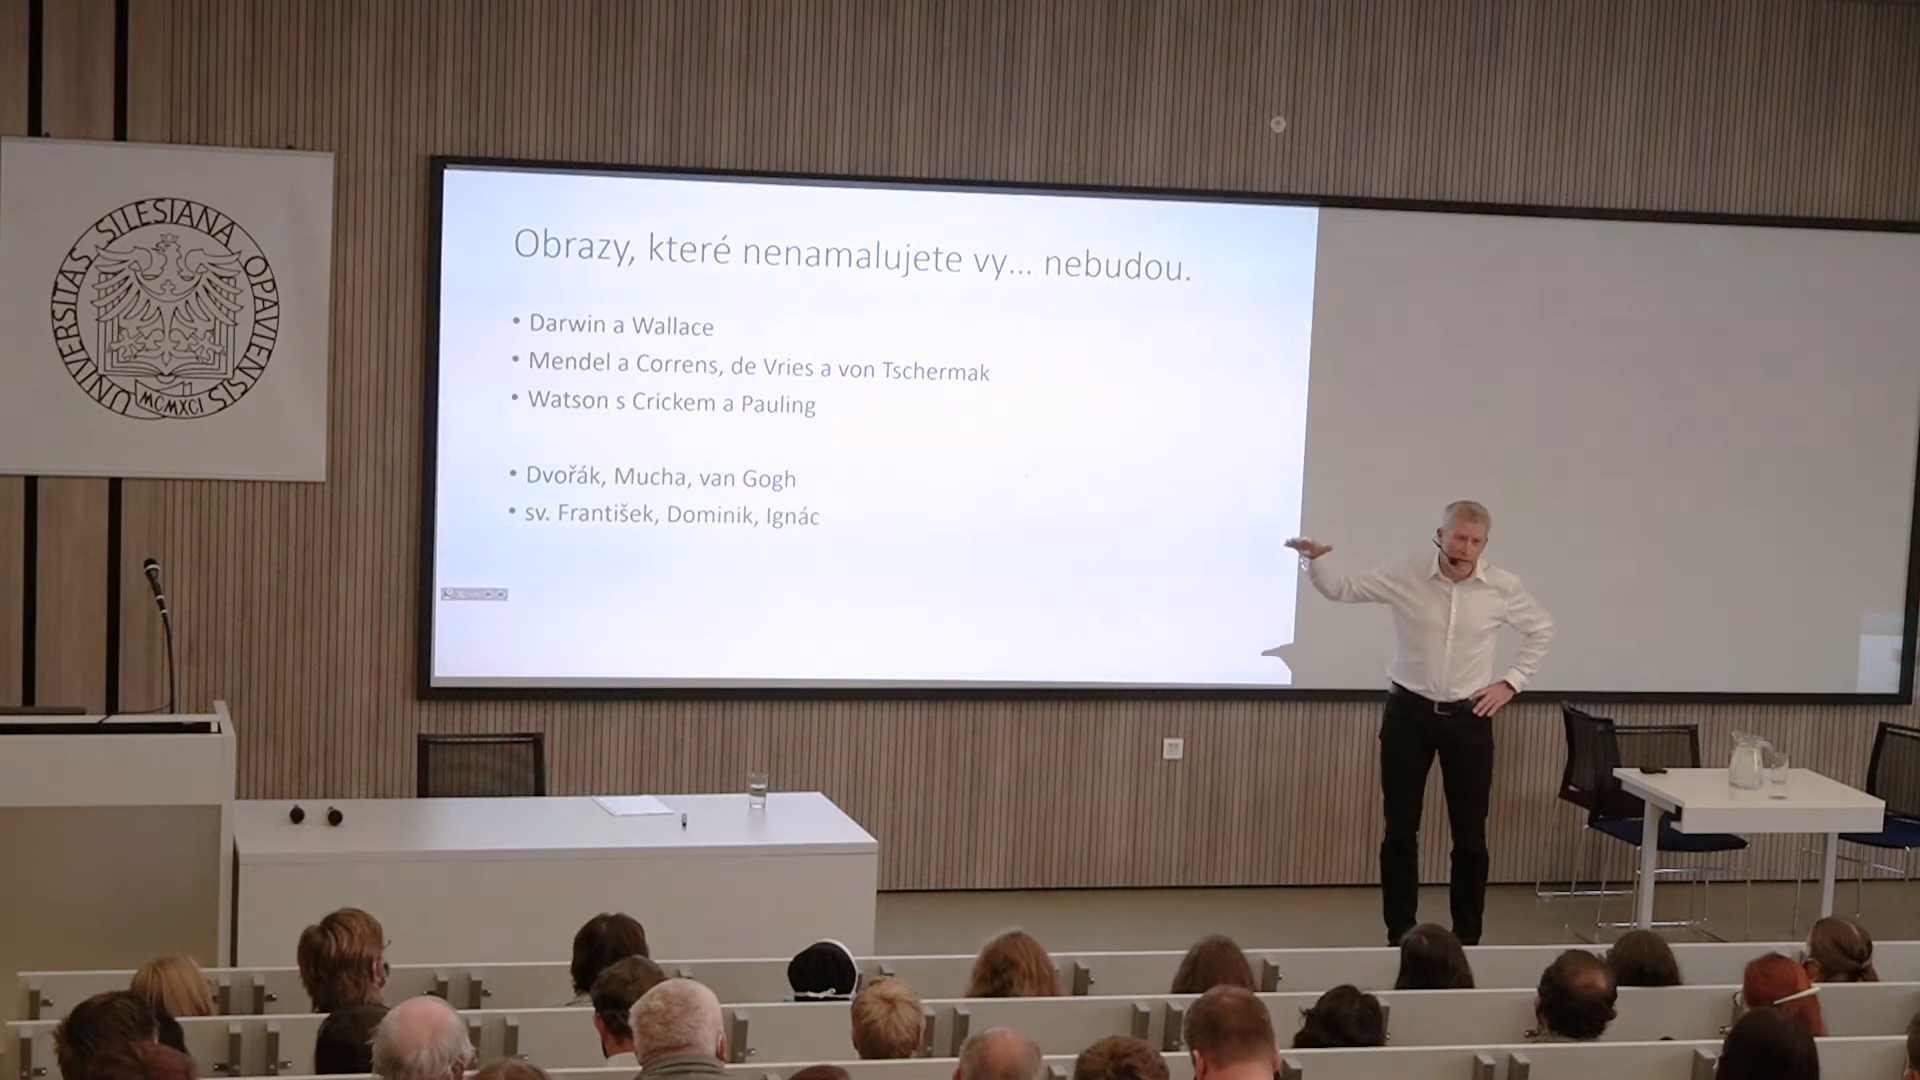 UNIVERSITAS SILESIANA OPAVIENSIS
MCMXCI
Obrazy, které nenamalujete vy... nebudou.
• Darwin a Wallace
• Mendel a Correns, de Vries a von Tschermak
• Watson s Crickem a Pauling
• Dvořák, Mucha, van Gogh
• sv. František, Dominik, Ignác